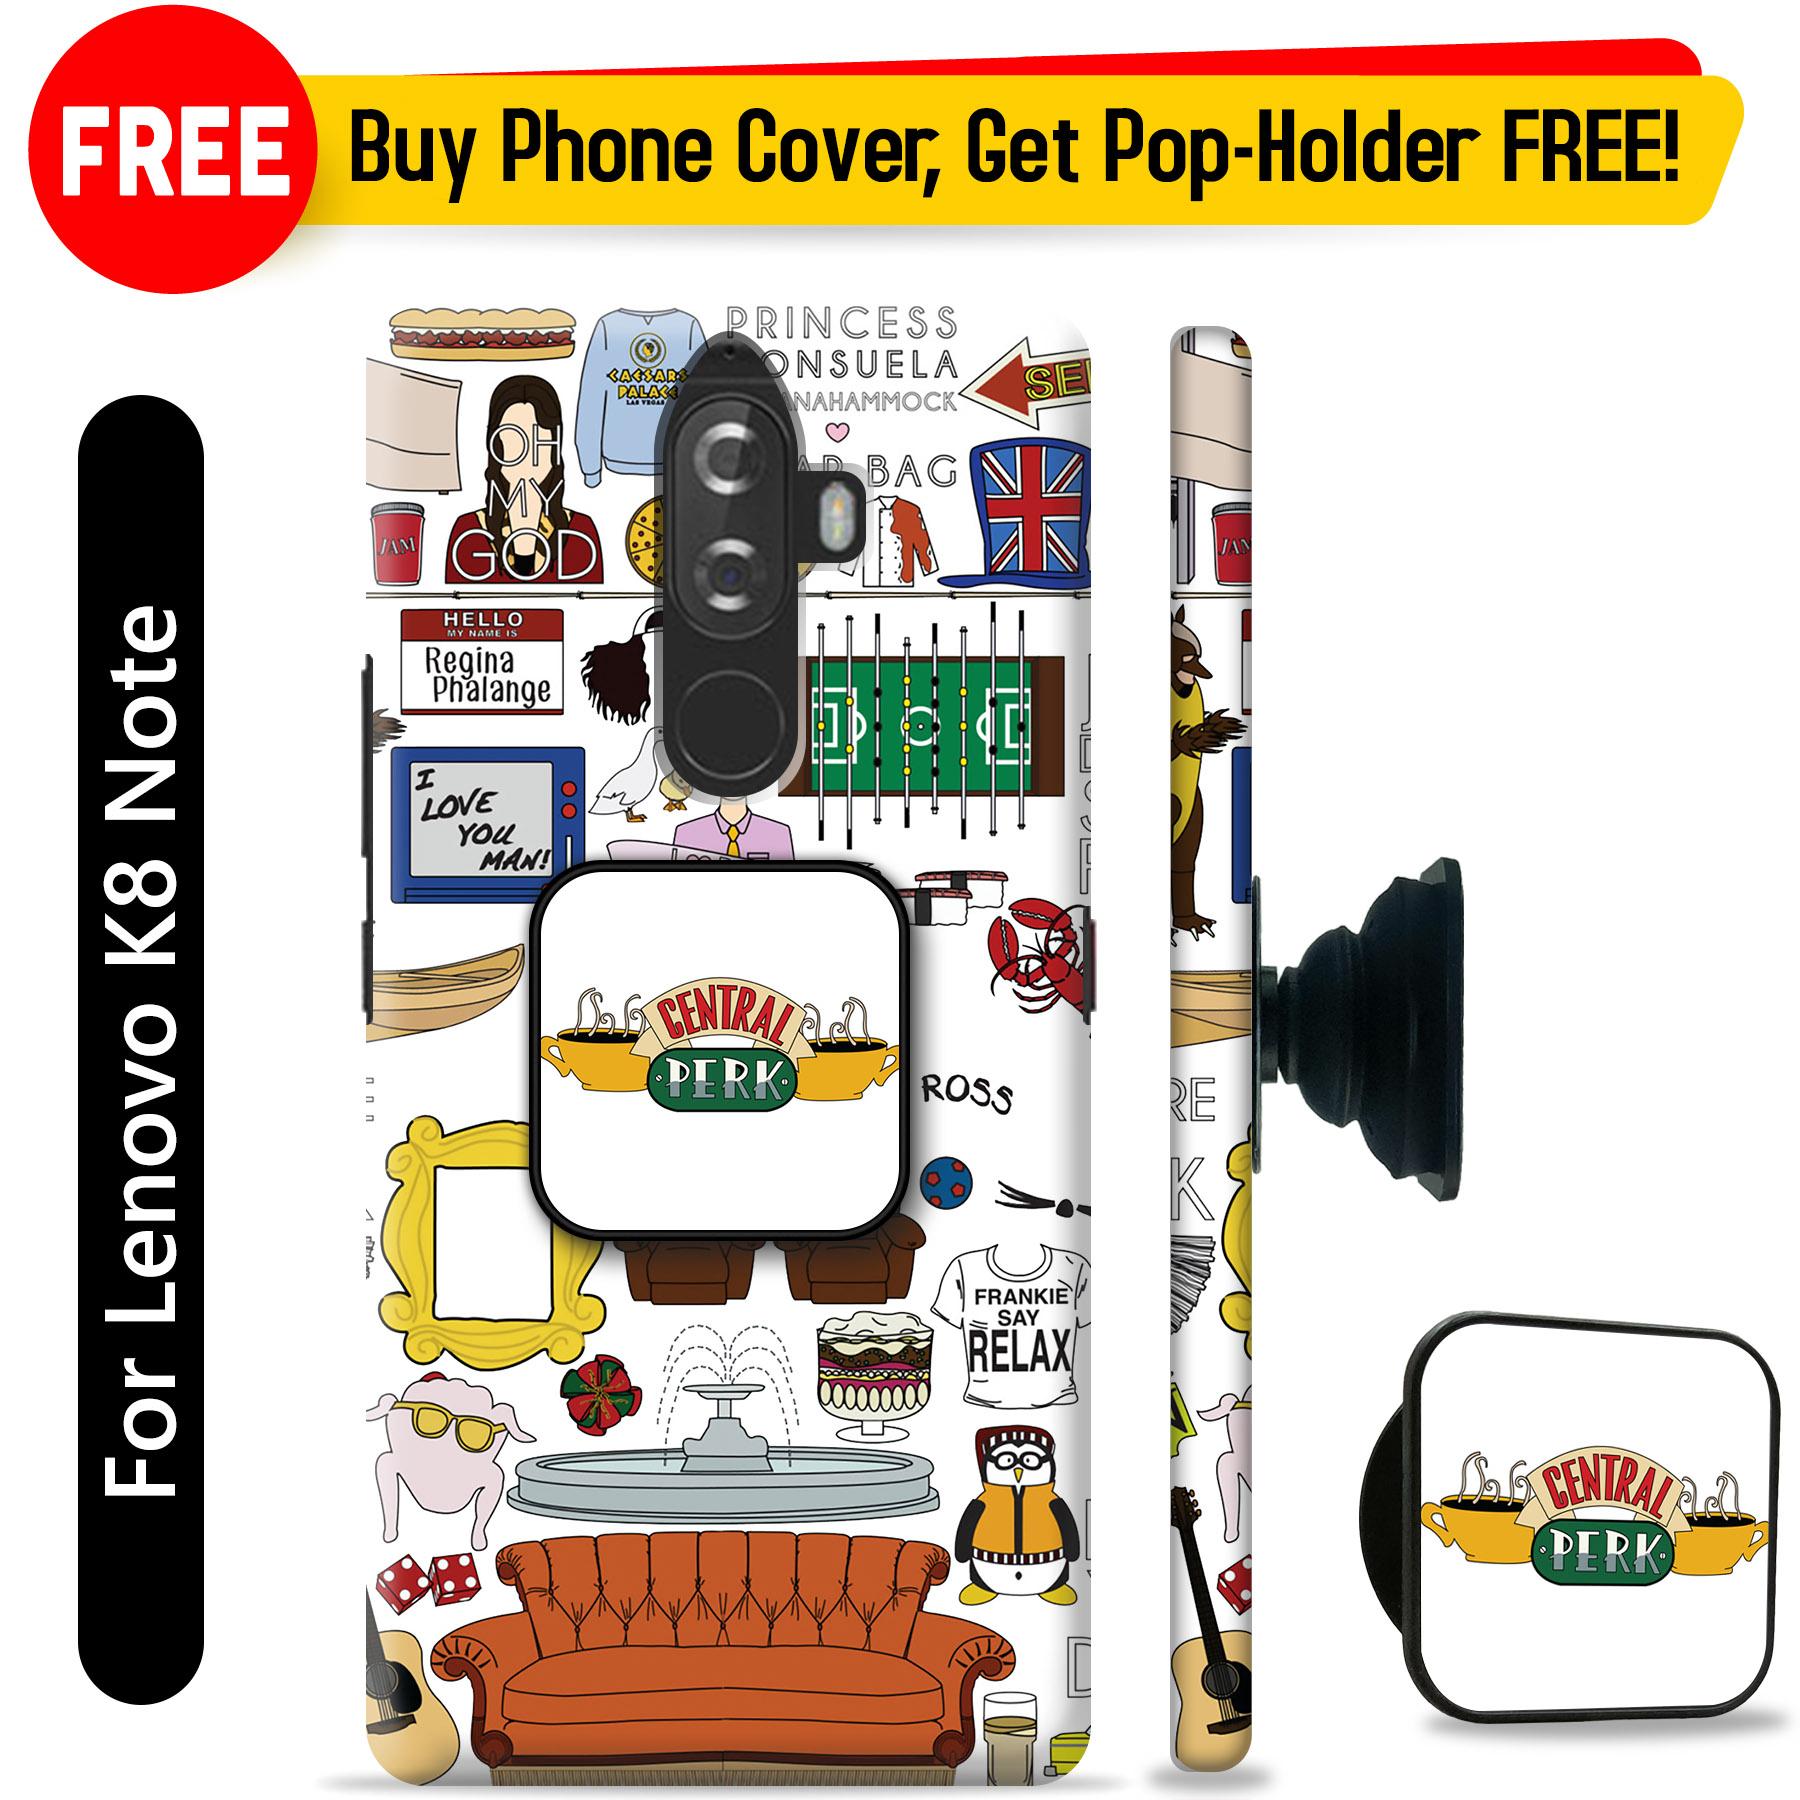 FREE
Buy Phone Cover, Get Pop-Holder FREE!
For Lenovo K8 Note
PRINCESS
ONSUELA
ANAHAMMOCK
BAG
CAESARS
PALACE
LAS VEGAS
OH
MY
GOD
JAM
JAM
HELLO
MY NAME IS
Regina
Phalange
I
LOVE
YOU
MAN!
CENTRAL
PERK
ROSS
RE
K
FRANKIE
SAY
RELAX
CENTRAL
PERK